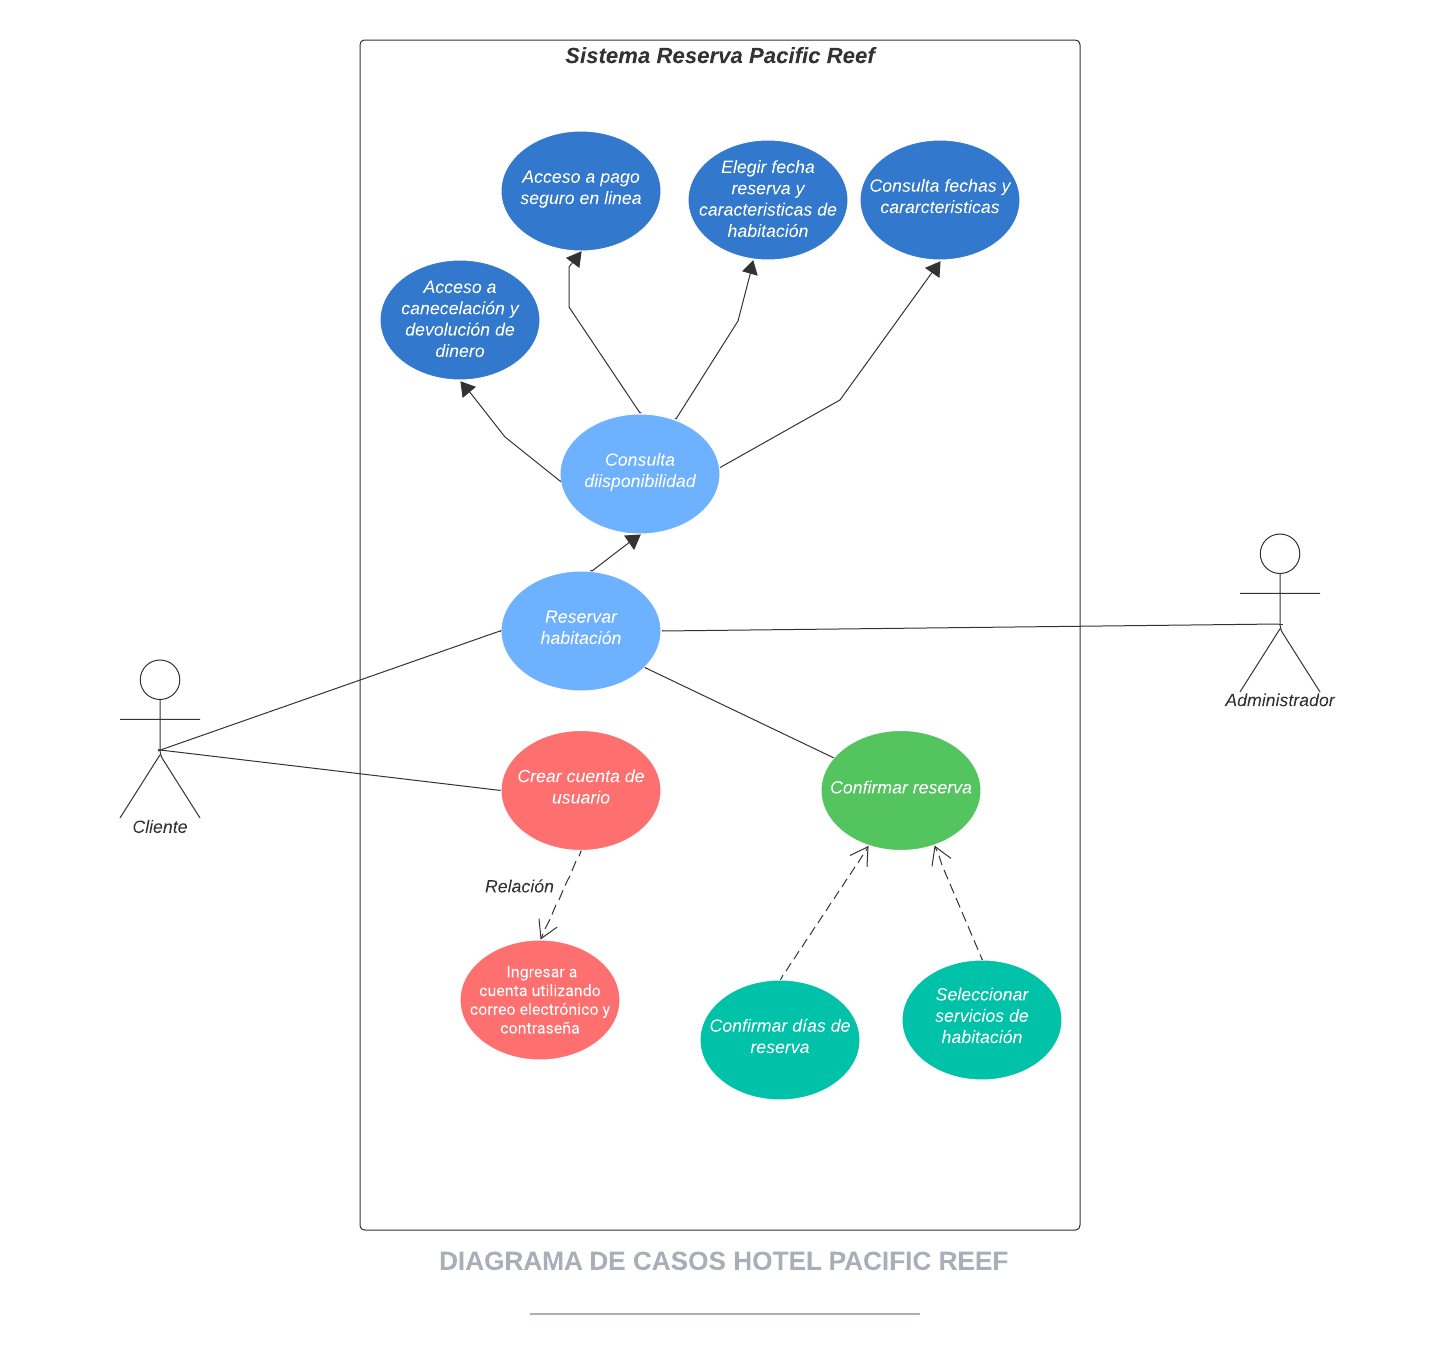 Sistema Reserva Pacific Reef
Acceso a pago
seguro en linea
Elegir fecha
reserva y
caracteristicas de
habitación
Consulta fechas y
cararcteristicas
Acceso a
canecelación y
devolución de
dinero
Consulta
diisponibilidad
Reservar
habitación
Administrador
Crear cuenta de
usuario
Confirmar reserva
Cliente
Relación
Ingresar a
cuenta utilizando
correo electrónico y
contraseña
Confirmar días de
reserva
Seleccionar
servicios de
habitación
DIAGRAMA DE CASOS HOTEL PACIFIC REEF